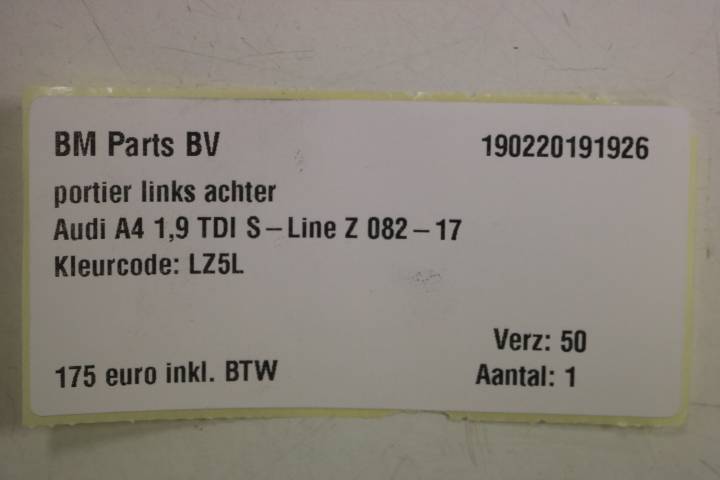 BM Parts BV 190220191926
portier links achter
Audi A4 1,9 TDI S-Line Z 082-17
Kleurcode: LZ5L
Verz: 50
175 euro inkl. BTW Aantal: 1